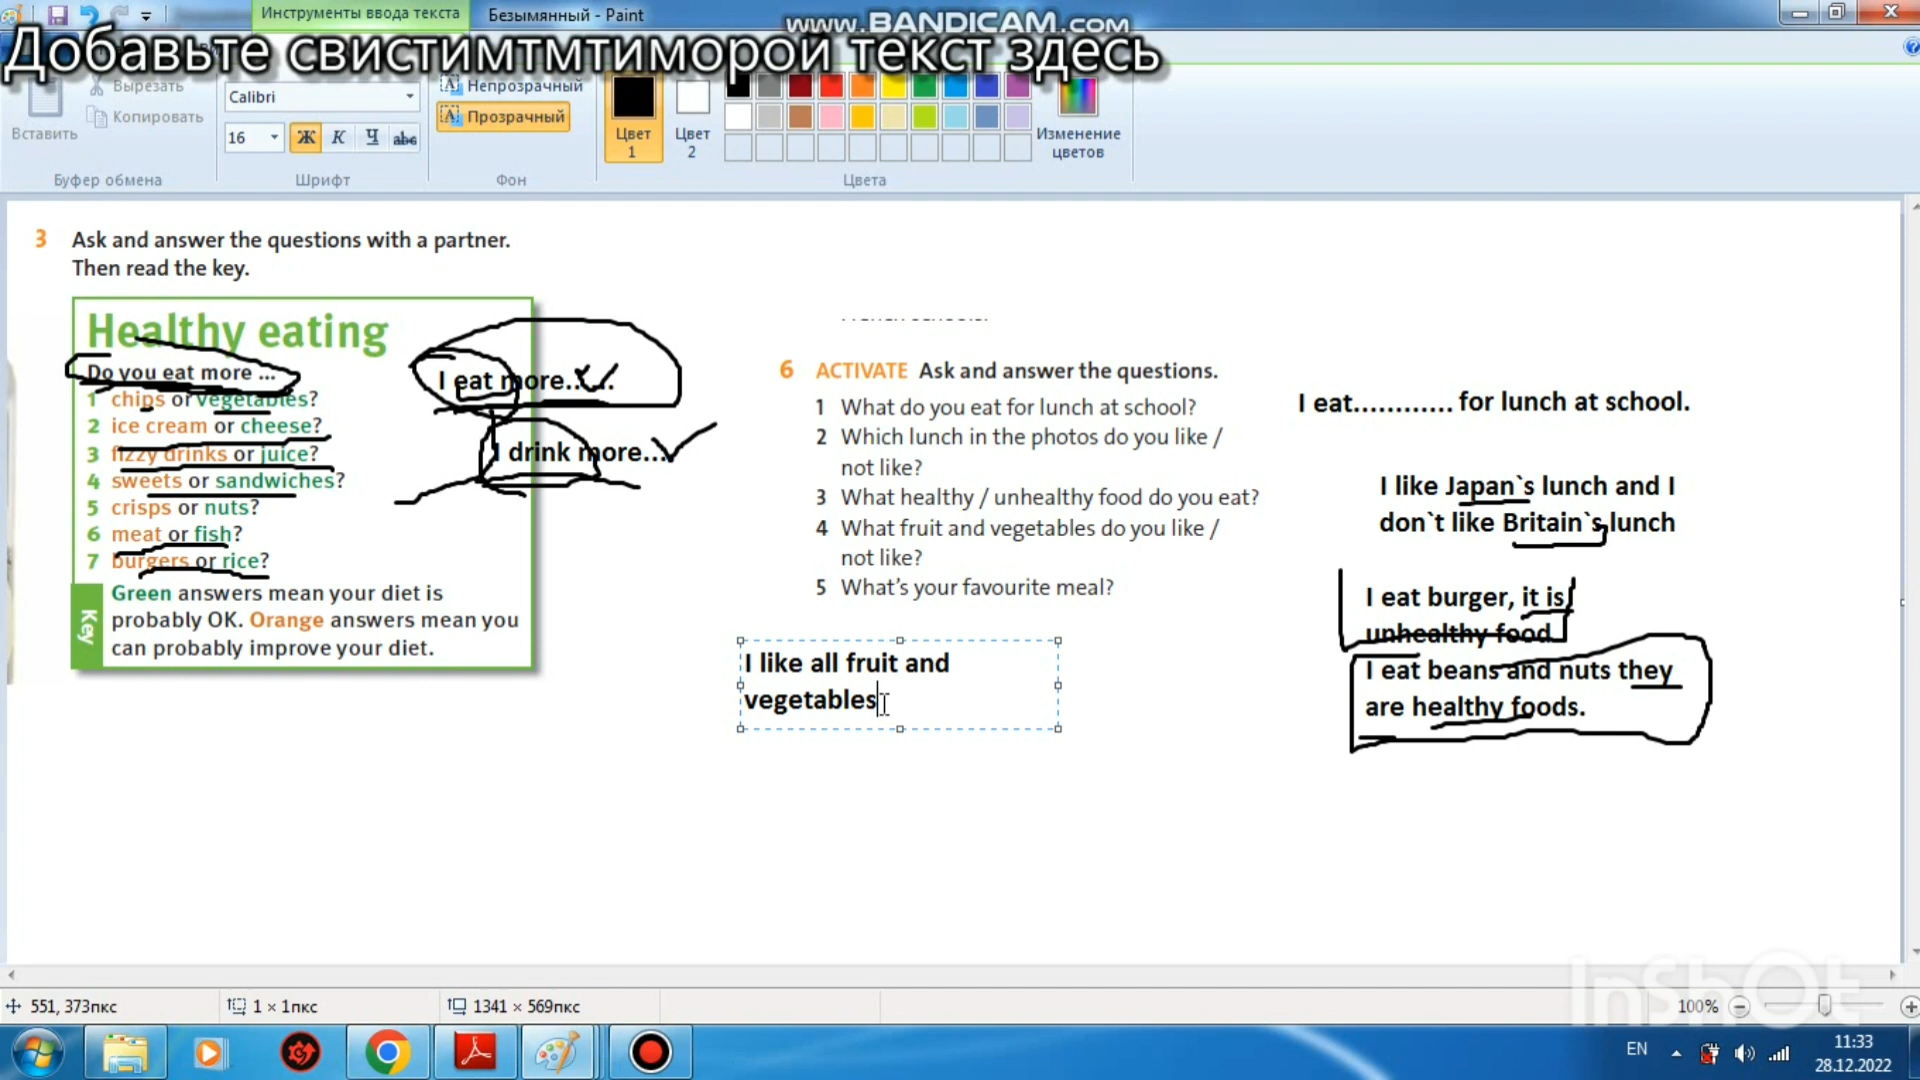 Инструменты ввода текста
Безымянный - Paint
www.BANDICAM.com
Добавьте свистимтмтиморой текст здесь
Вырезать
Копировать
Вставить
Буфер обмена
Calibri
16
Ж К Ч abc
Шрифт
Непрозрачный
Прозрачный
Фон
Цвет 1
Цвет 2
Изменение цветов
Цвета
3 Ask and answer the questions with a partner.
Then read the key.
Healthy eating
Do you eat more ...
1 chips or vegetables?
2 ice cream or cheese?
3 fizzy drinks or juice?
4 sweets or sandwiches?
5 crisps or nuts?
6 meat or fish?
7 burgers or rice?
Key
Green answers mean your diet is
probably OK. Orange answers mean you
can probably improve your diet.
I eat more......
I drink more....
6 ACTIVATE Ask and answer the questions.
1 What do you eat for lunch at school?
2 Which lunch in the photos do you like /
not like?
3 What healthy / unhealthy food do you eat?
4 What fruit and vegetables do you like /
not like?
5 What's your favourite meal?
I like all fruit and
vegetables
I eat............ for lunch at school.
I like Japan`s lunch and I
don`t like Britain`s lunch
I eat burger, it is
unhealthy food
I eat beans and nuts they
are healthy foods.
InShOt
551, 373пкс
1 × 1пкс
1341 × 569пкс
100%
EN
11:33
28.12.2022